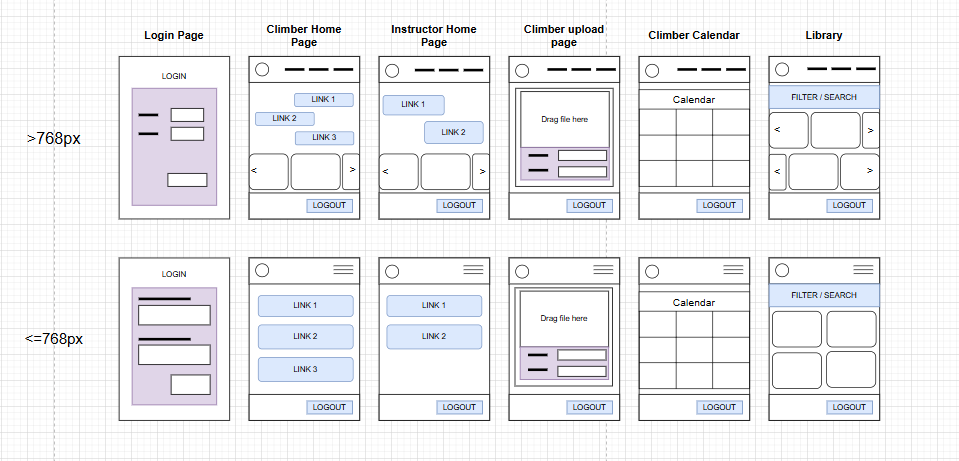 Login Page
Climber Home
Page
Instructor Home
Page
Climber upload
page
Climber Calendar
Library
>768px
LOGIN
LINK 1
LINK 2
LINK 3
<
>
LOGOUT
LINK 1
LINK 2
<
>
LOGOUT
Drag file here
LOGOUT
Calendar
LOGOUT
FILTER / SEARCH
<
>
<
>
LOGOUT
<=768px
LOGIN
LINK 1
LINK 2
LINK 3
LOGOUT
LINK 1
LINK 2
LOGOUT
Drag file here
LOGOUT
Calendar
LOGOUT
FILTER / SEARCH
LOGOUT